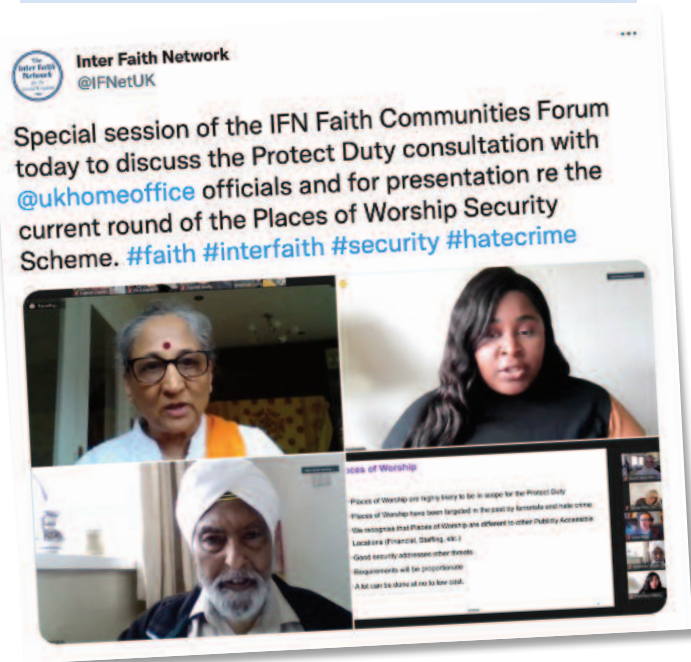 Inter Faith Network
@IFNetUK
Special session of the IFN Faith Communities Forum
today to discuss the Protect Duty consultation with
@ukhomeoffice officials and for presentation re the
current round of the Places of Worship Security
Scheme. #faith #interfaith #security #hatecrime
The
Inter Faith
Network
aces of Worship
Places of Worship are highly likely to be in scope for the Protect Duty
Places of Worship have been targeted in the past by terrorists and hate crime
We recognise that Places of Worship are different to other Publicly Accessible
Locations (Financial, Staffing, etc.)
Good security addresses other threats
Requirements will be proportionate
A lot can be done at no to low cost.